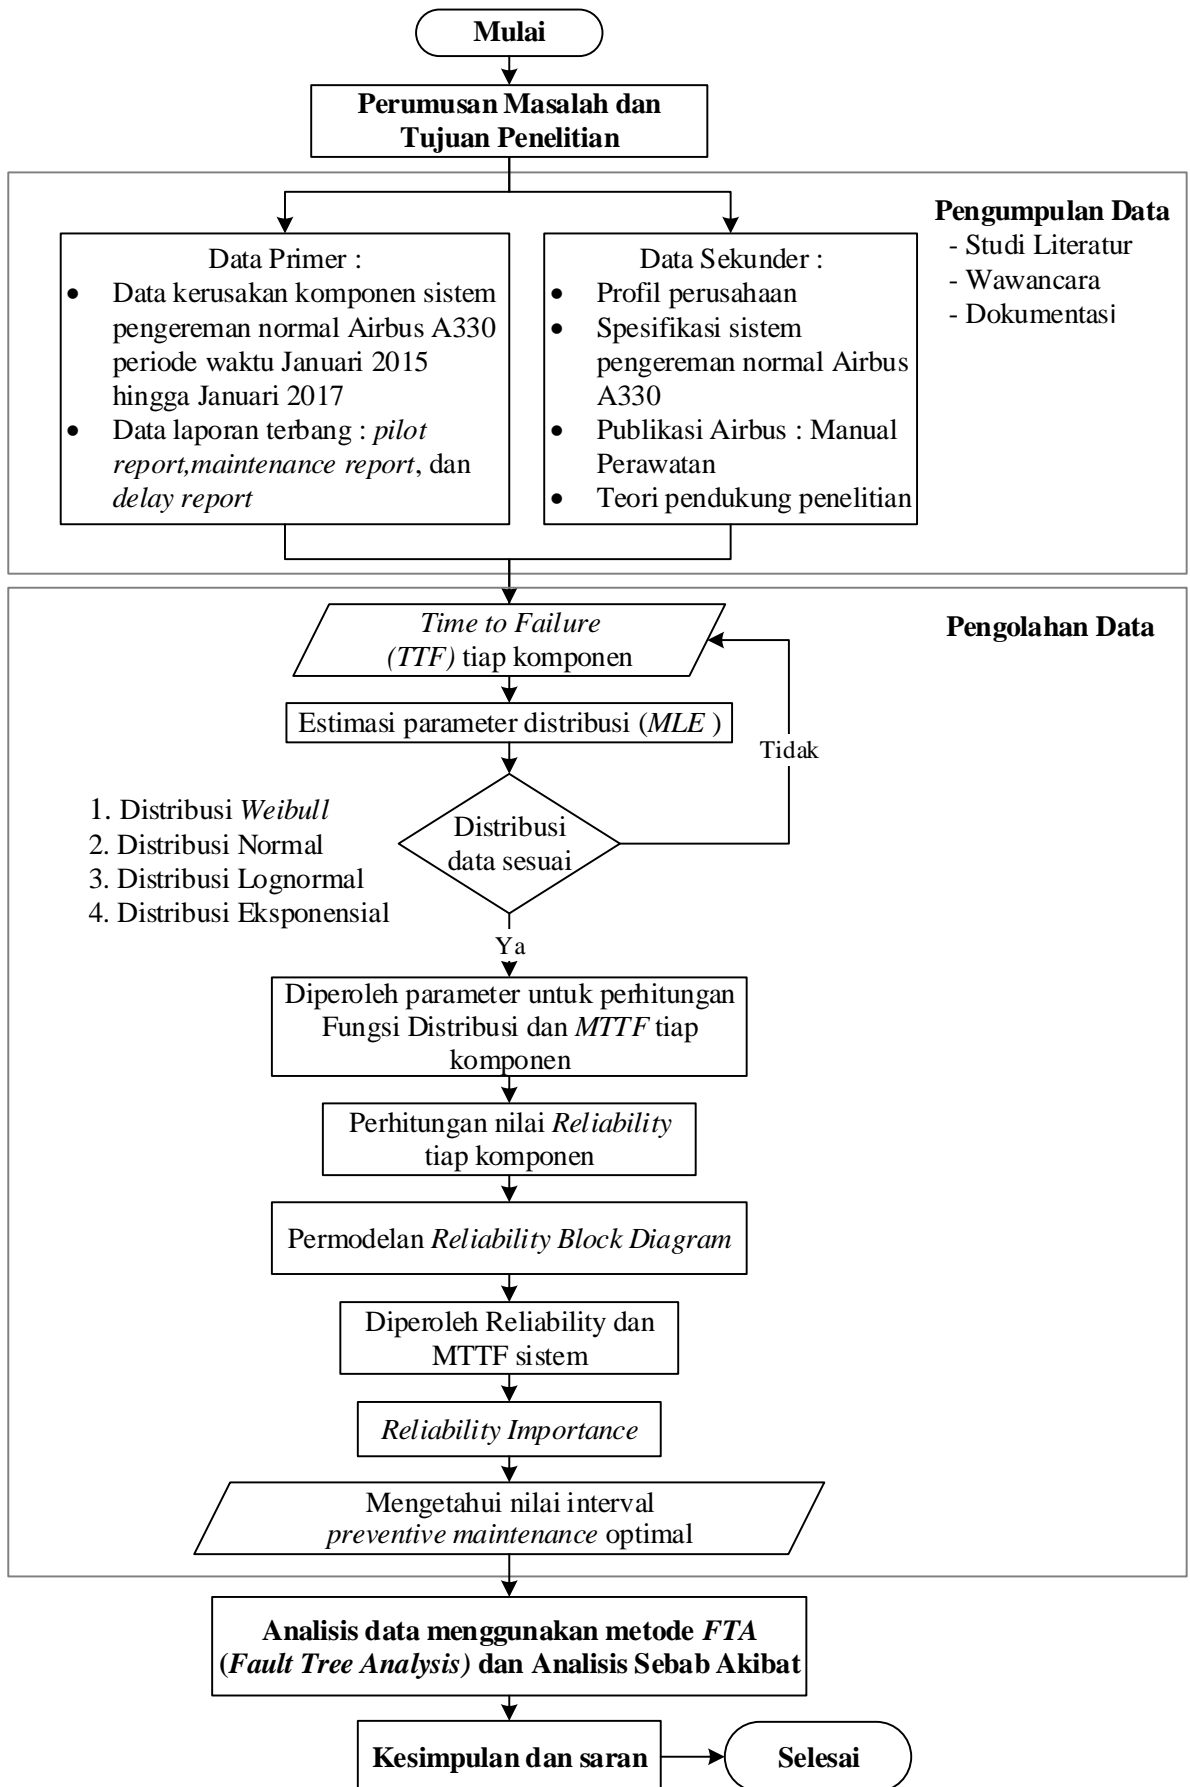 Mulai
Perumusan Masalah dan
Tujuan Penelitian
Pengumpulan Data
- Studi Literatur
- Wawancara
- Dokumentasi
Data Primer :
• Data kerusakan komponen sistem
pengereman normal Airbus A330
periode waktu Januari 2015
hingga Januari 2017
• Data laporan terbang : pilot
report,maintenance report, dan
delay report
Data Sekunder :
• Profil perusahaan
• Spesifikasi sistem
pengereman normal Airbus
A330
• Publikasi Airbus : Manual
Perawatan
• Teori pendukung penelitian
Pengolahan Data
Time to Failure
(TTF) tiap komponen
Estimasi parameter distribusi (MLE )
Tidak
1. Distribusi Weibull
2. Distribusi Normal
3. Distribusi Lognormal
4. Distribusi Eksponensial
Distribusi
data sesuai
Ya
Diperoleh parameter untuk perhitungan
Fungsi Distribusi dan MTTF tiap
komponen
Perhitungan nilai Reliability
tiap komponen
Permodelan Reliability Block Diagram
Diperoleh Reliability dan
MTTF sistem
Reliability Importance
Mengetahui nilai interval
preventive maintenance optimal
Analisis data menggunakan metode FTA
(Fault Tree Analysis) dan Analisis Sebab Akibat
Kesimpulan dan saran
Selesai